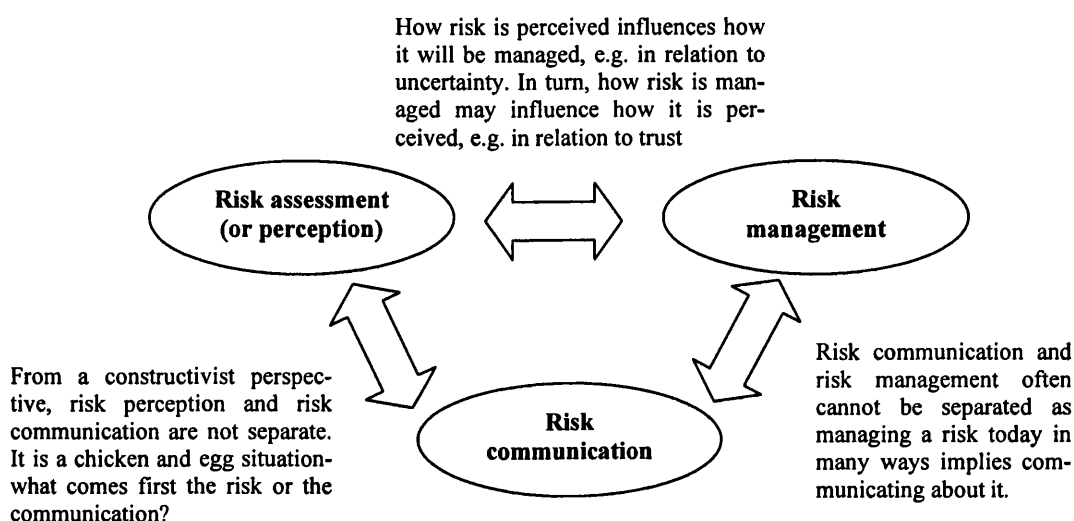 How risk is perceived influences how
it will be managed, e.g. in relation to
uncertainty. In turn, how risk is man-
aged may influence how it is per-
ceived, e.g. in relation to trust
Risk assessment
(or perception)
Risk
management
From a constructivist perspec-
tive, risk perception and risk
communication are not separate.
It is a chicken and egg situation-
what comes first the risk or the
communication?
Risk
communication
Risk communication and
risk management often
cannot be separated as
managing a risk today in
many ways implies com-
municating about it.